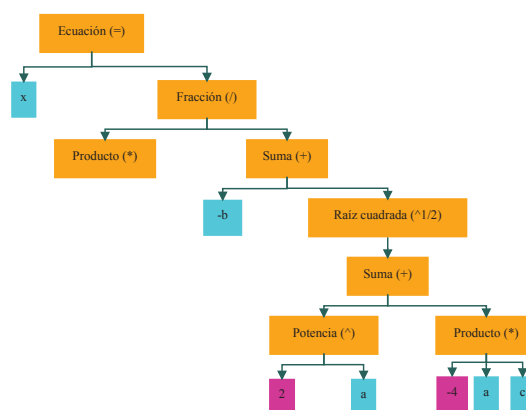 Ecuación (=)
x
Fracción (/)
Producto (*)
Suma (+)
-b
Raíz cuadrada (^1/2)
Suma (+)
Potencia (^)
Producto (*)
2
a
-4
a
c